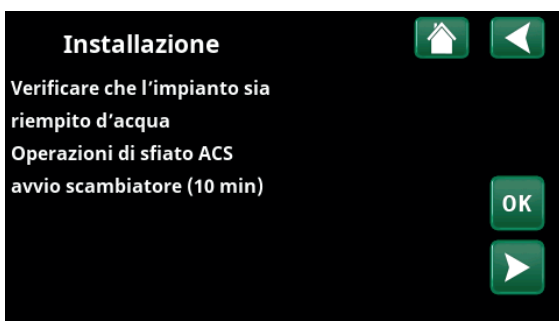 Installazione
Verificare che l'impianto sia
riempito d'acqua
Operazioni di sfiato ACS
avvio scambiatore (10 min)
OK